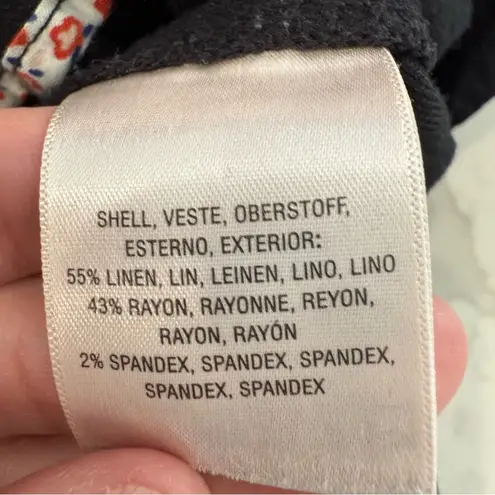 SHELL, VESTE, OBERSTOFF,
ESTERNO, EXTERIOR:
55% LINEN, LIN, LEINEN, LINO, LINO
43% RAYON, RAYONNE, REYON,
RAYON, RAYÓN
2% SPANDEX, SPANDEX, SPANDEX,
SPANDEX, SPANDEX